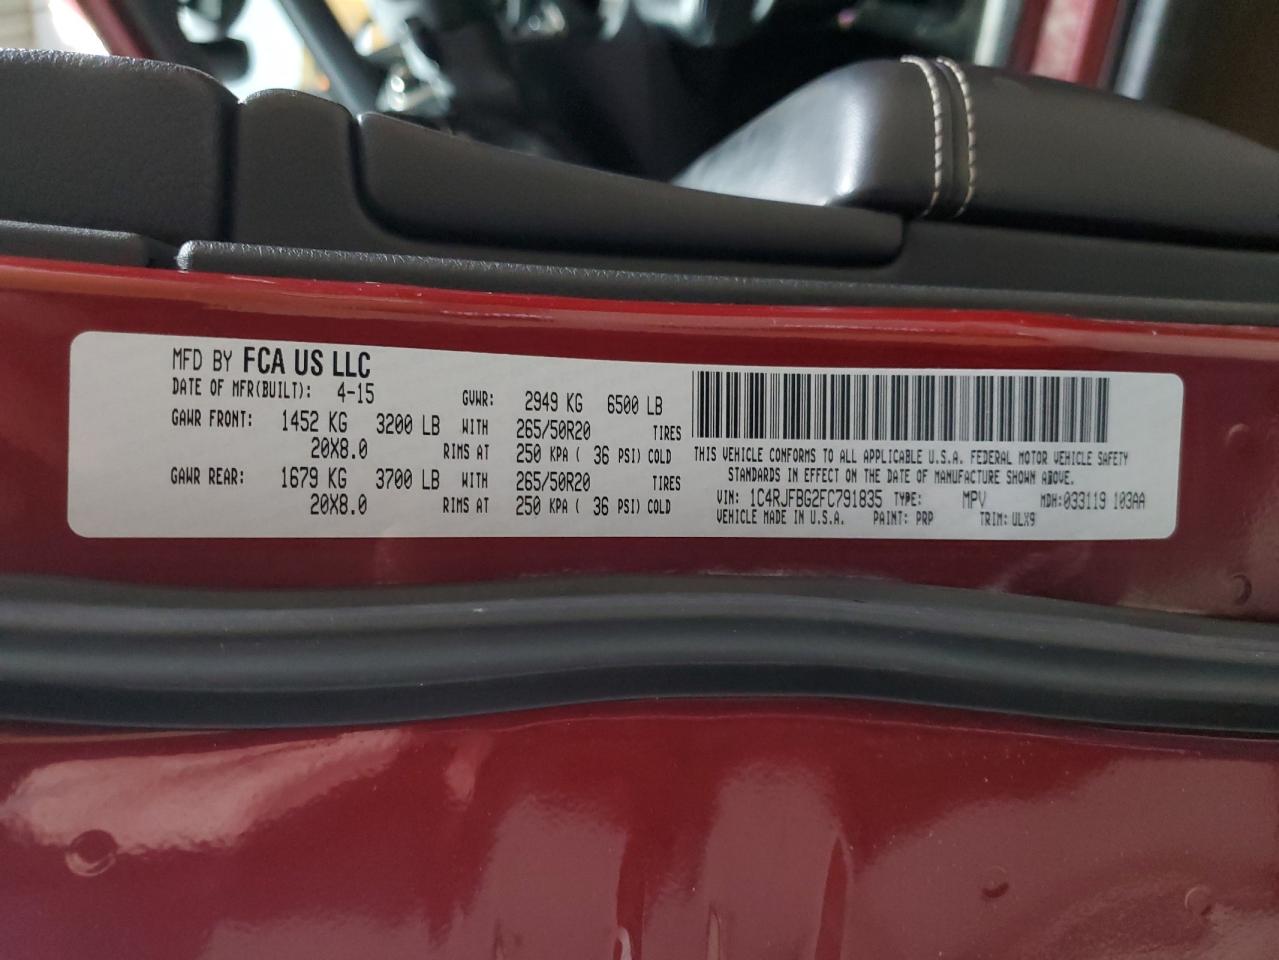 MFD BY FCA US LLC
DATE OF MFR(BUILT): 4-15 GVWR: 2949 KG 6500 LB
GAWR FRONT: 1452 KG 3200 LB WITH 265/50R20 TIRES
20X8.0 RIMS AT 250 KPA ( 36 PSI) COLD
GAWR REAR: 1679 KG 3700 LB WITH 265/50R20 TIRES
20X8.0 RIMS AT 250 KPA ( 36 PSI) COLD
THIS VEHICLE CONFORMS TO ALL APPLICABLE U.S.A. FEDERAL MOTOR VEHICLE SAFETY
STANDARDS IN EFFECT ON THE DATE OF MANUFACTURE SHOWN ABOVE.
VIN: 1C4RJFBG2FC791835 TYPE: MPV MDH:033119 103AA
VEHICLE MADE IN U.S.A. PAINT: PRP TRIM: ULX9